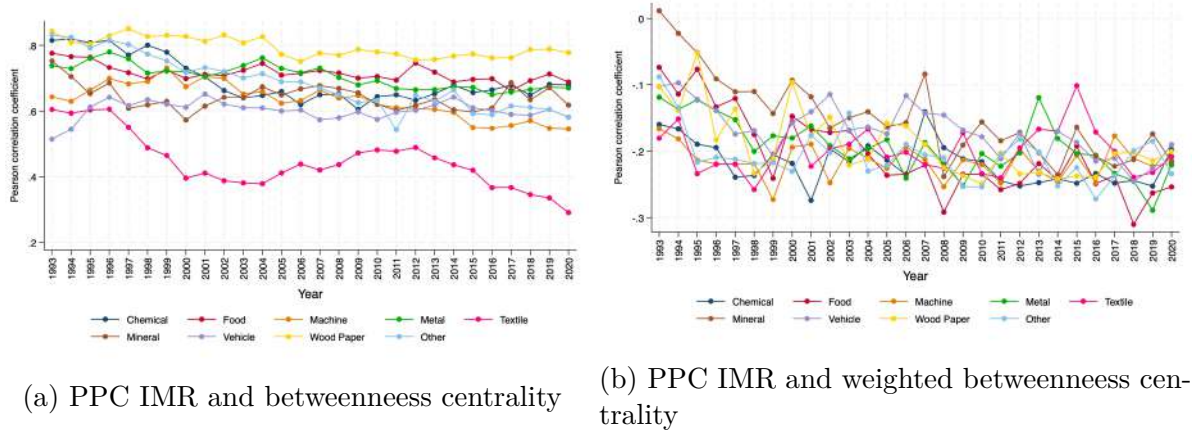 .8
.6
.4
.2
Pearson correlation coefficient
1993 1994 1995 1996 1997 1998 1999 2000 2001 2002 2003 2004 2005 2006 2007 2008 2009 2010 2011 2012 2013 2014 2015 2016 2017 2018 2019 2020
Year
Chemical Food Machine Metal Textile
Mineral Vehicle Wood Paper Other
(a) PPC IMR and betweenneess centrality
0
-.1
-.2
-.3
Pearson correlation coefficient
1993 1994 1995 1996 1997 1998 1999 2000 2001 2002 2003 2004 2005 2006 2007 2008 2009 2010 2011 2012 2013 2014 2015 2016 2017 2018 2019 2020
Year
Chemical Food Machine Metal Textile
Mineral Vehicle Wood Paper Other
(b) PPC IMR and weighted betweenneess cen-
trality